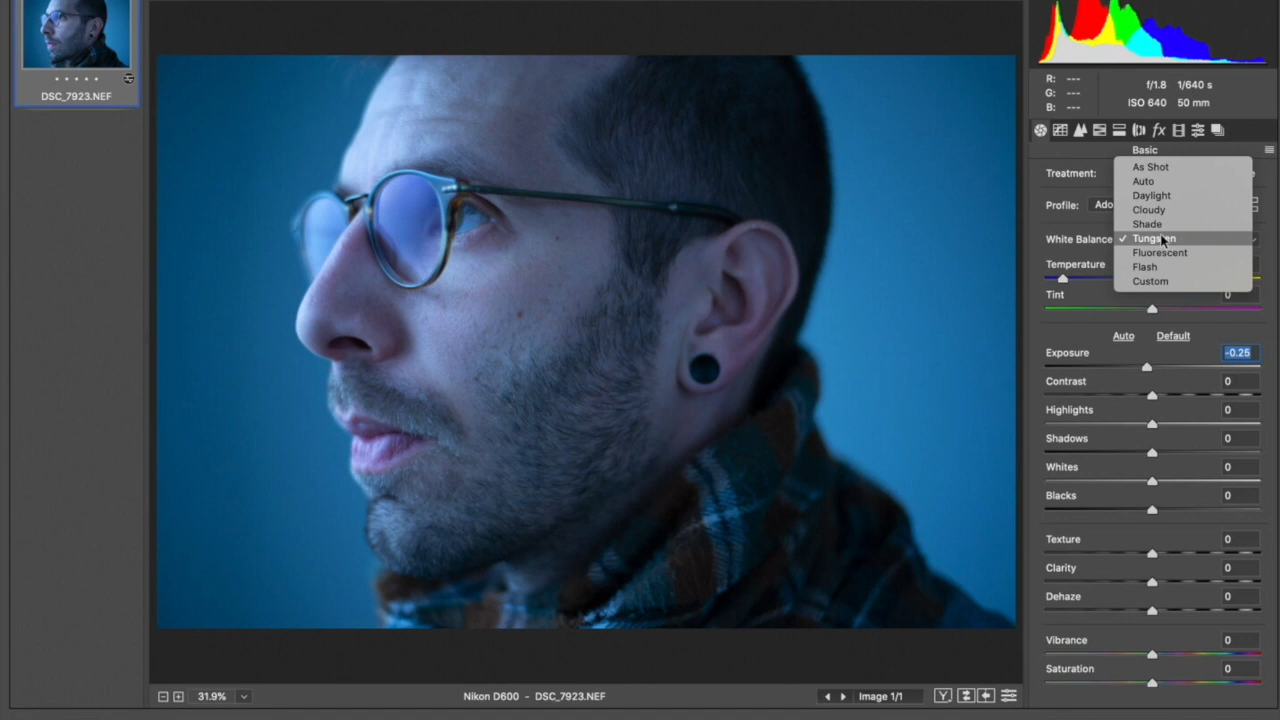 DSC_7923.NEF
R: ---
G: ---
B: ---
f/1.8 1/640 s
ISO 640 50 mm
fx
Basic
Treatment:
Profile: Ado
White Balance
As Shot
Auto
Daylight
Cloudy
Shade
✓ Tungsten
Fluorescent
Flash
Custom
Temperature
Tint 0
Auto Default
Exposure -0.25
Contrast 0
Highlights 0
Shadows 0
Whites 0
Blacks 0
Texture 0
Clarity 0
Dehaze 0
Vibrance 0
Saturation 0
31.9%
Nikon D600 - DSC_7923.NEF
Image 1/1
Y